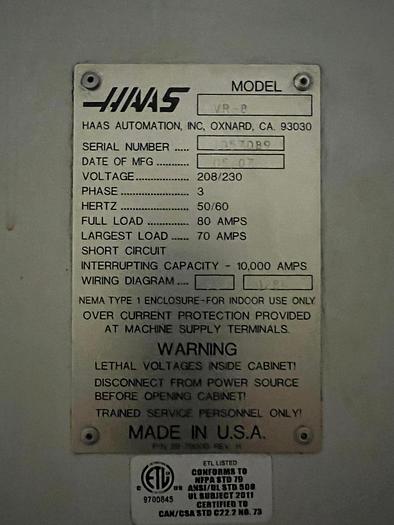 HAAS MODEL
VR-8
HAAS AUTOMATION, INC, OXNARD, CA. 93030
SERIAL NUMBER ..... 1057089
DATE OF MFG ............ 05 07
VOLTAGE ................. 208/230
PHASE ....................... 3
HERTZ ....................... 50/60
FULL LOAD ............... 80 AMPS
LARGEST LOAD ..... 70 AMPS
SHORT CIRCUIT
INTERRUPTING CAPACITY - 10,000 AMPS
WIRING DIAGRAM ....
NEMA TYPE 1 ENCLOSURE-FOR INDOOR USE ONLY
OVER CURRENT PROTECTION PROVIDED
AT MACHINE SUPPLY TERMINALS.
WARNING
LETHAL VOLTAGES INSIDE CABINET!
DISCONNECT FROM POWER SOURCE
BEFORE OPENING CABINET!
TRAINED SERVICE PERSONNEL ONLY!
MADE IN U.S.A.
ETL LISTED
CONFORMS TO
NFPA STD 79
ANSI/UL STD 508
UL SUBJECT 2011
CERTIFIED TO
CAN/CSA STD C22.2 NO. 73
C ETL US
9700845